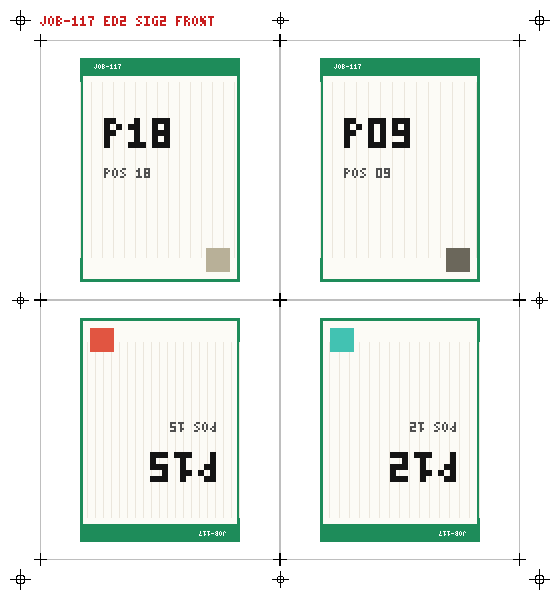 JOB-117 ED2 SIG2 FRONT
JOB-117
P18
POS 18
JOB-117
P09
POS 09
POS 15
P15
JOB-117
POS 12
P12
JOB-117